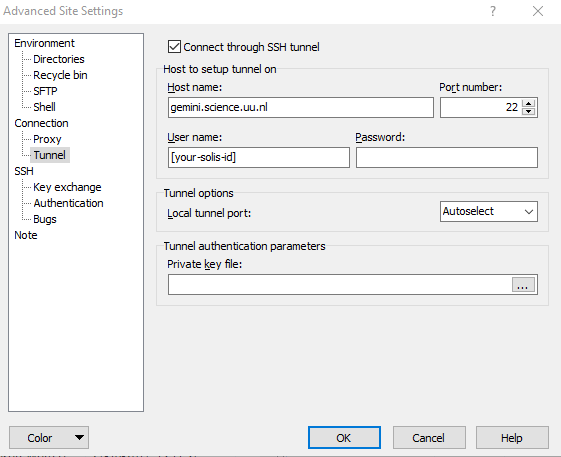 Advanced Site Settings
Environment
Directories
Recycle bin
SFTP
Shell
Connection
Proxy
Tunnel
SSH
Key exchange
Authentication
Bugs
Note
Connect through SSH tunnel
Host to setup tunnel on
Host name: Port number:
gemini.science.uu.nl 22
User name: Password:
[your-solis-id]
Tunnel options
Local tunnel port: Autoselect
Tunnel authentication parameters
Private key file:
...
Color OK Cancel Help